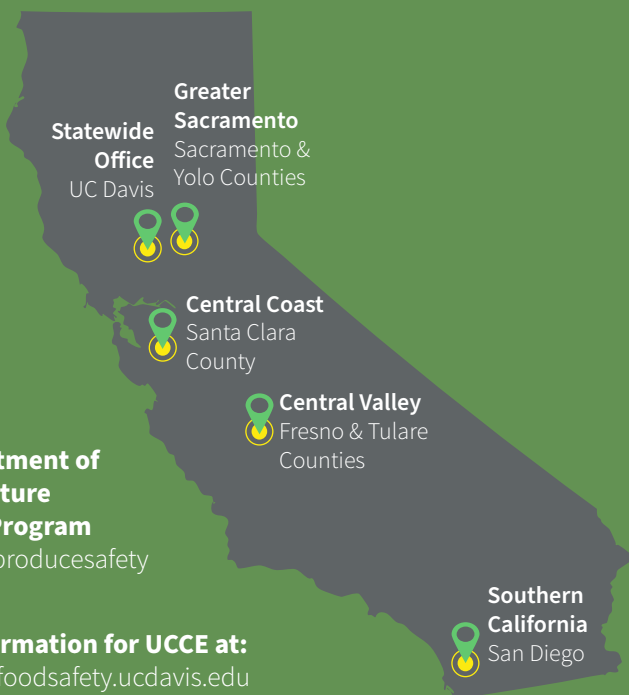 Greater
Sacramento
Sacramento &
Yolo Counties
Statewide
Office
UC Davis
Central Coast
Santa Clara
County
Central Valley
Fresno & Tulare
Counties
tment of
ture
Program
producesafety
Southern
California
San Diego
rmation for UCCE at:
foodsafety.ucdavis.edu